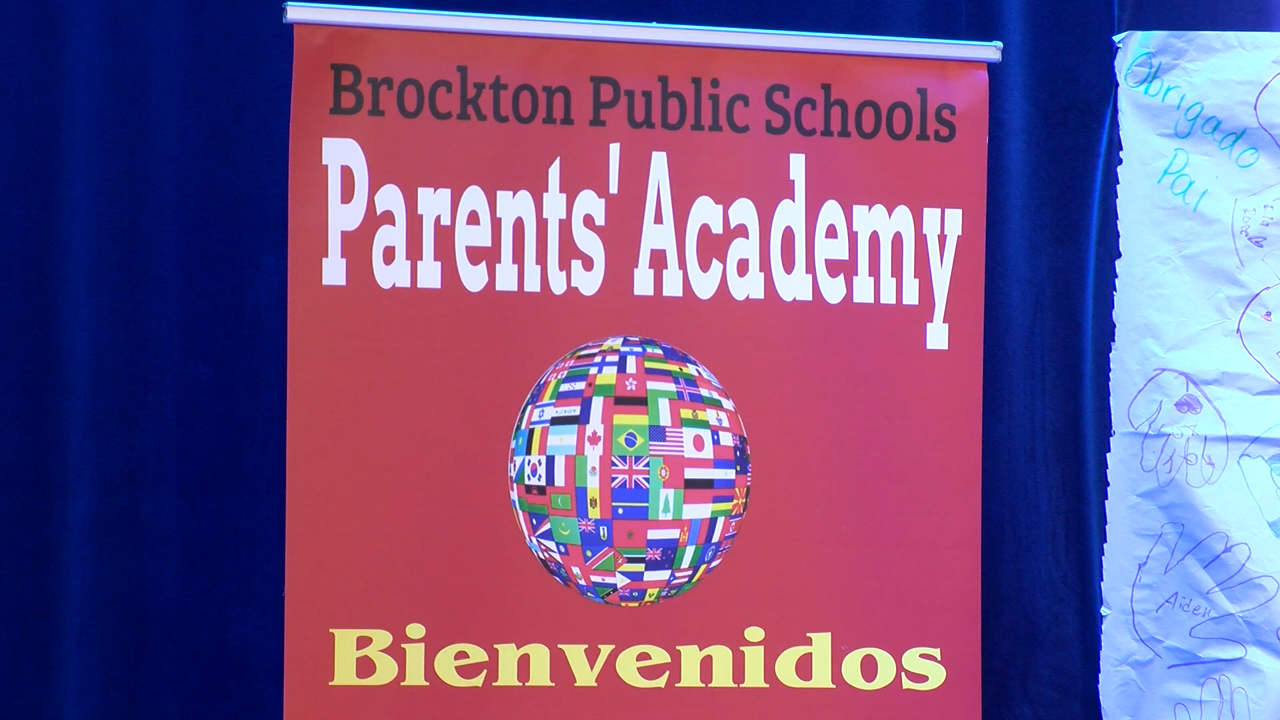 Brockton Public Schools
Parents' Academy
Bienvenidos
Obrigado
Pai
Aiden